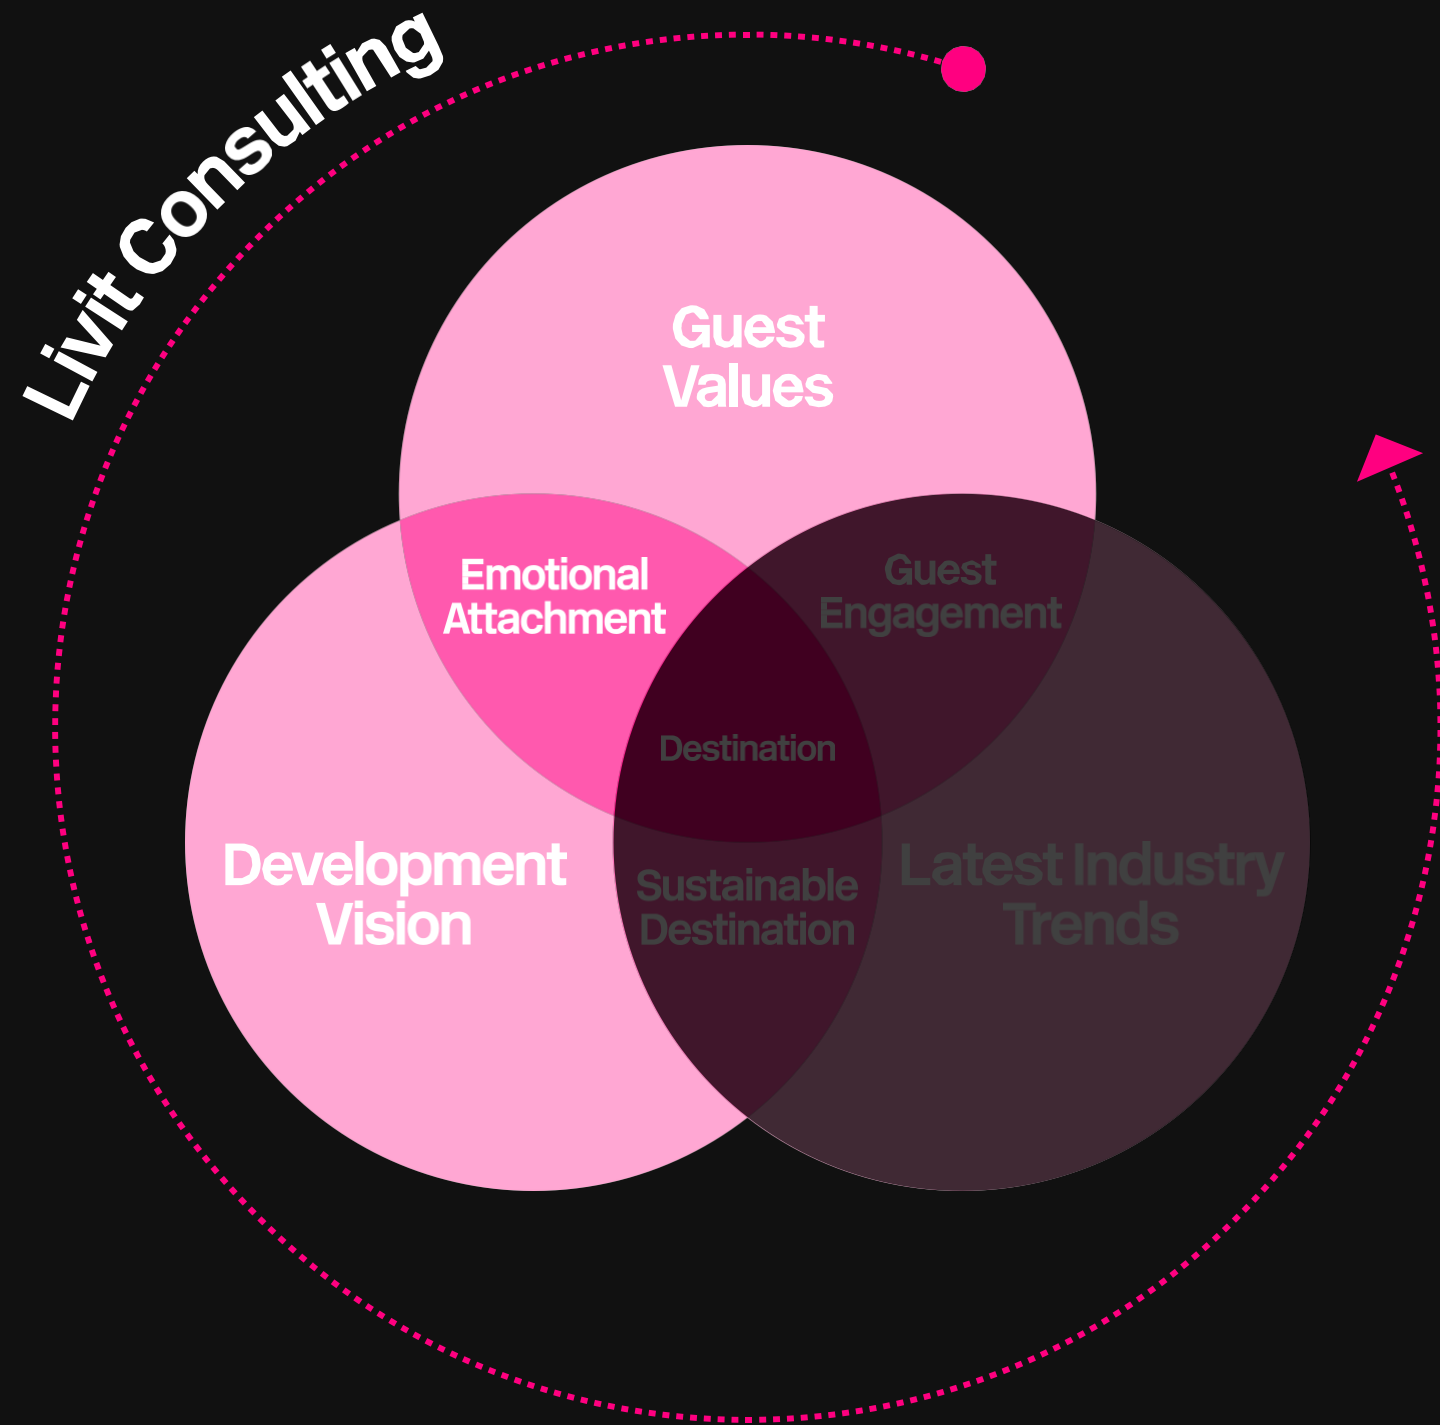 Livit Consulting
Guest
Values
Emotional
Attachment
Guest
Engagement
Destination
Development
Vision
Sustainable
Destination
Latest Industry
Trends